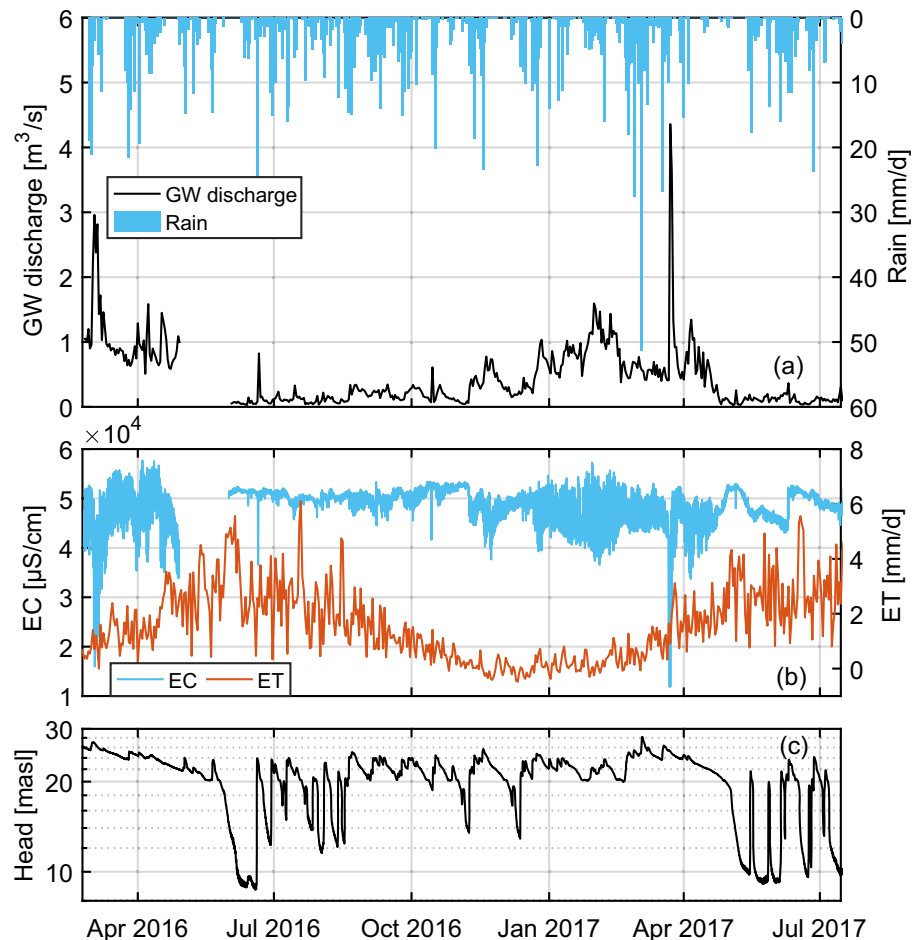 6
5
4
3
2
1
0
GW discharge [m³/s]
0
10
20
30
40
50
60
Rain [mm/d]
GW discharge
Rain
(a)
×10⁴
6
5
4
3
2
1
EC [µS/cm]
8
6
4
2
0
ET [mm/d]
EC ET
(b)
30
20
10
Head [masl]
(c)
Apr 2016 Jul 2016 Oct 2016 Jan 2017 Apr 2017 Jul 2017